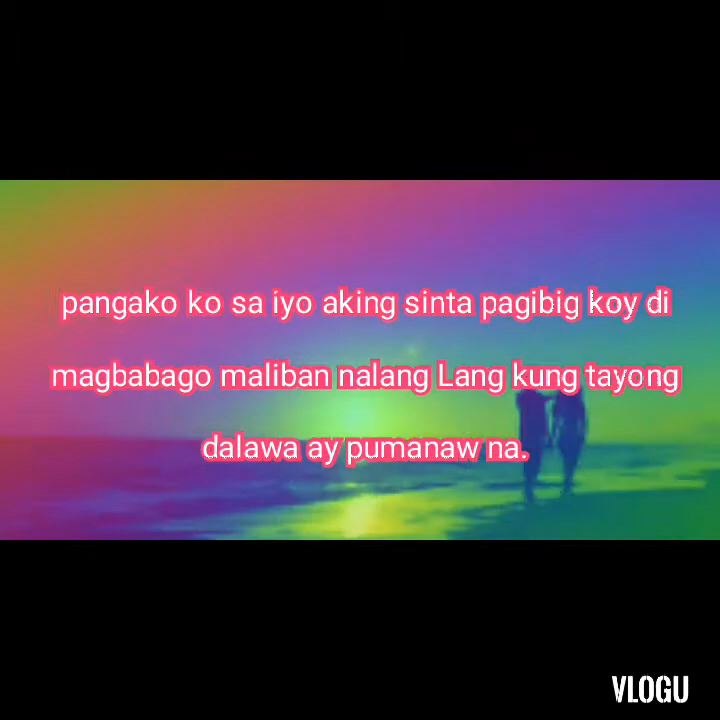 pangako ko sa iyo aking sinta pagibig koy di
magbabago maliban nalang Lang kung tayong
dalawa ay pumanaw na.
VLOGU